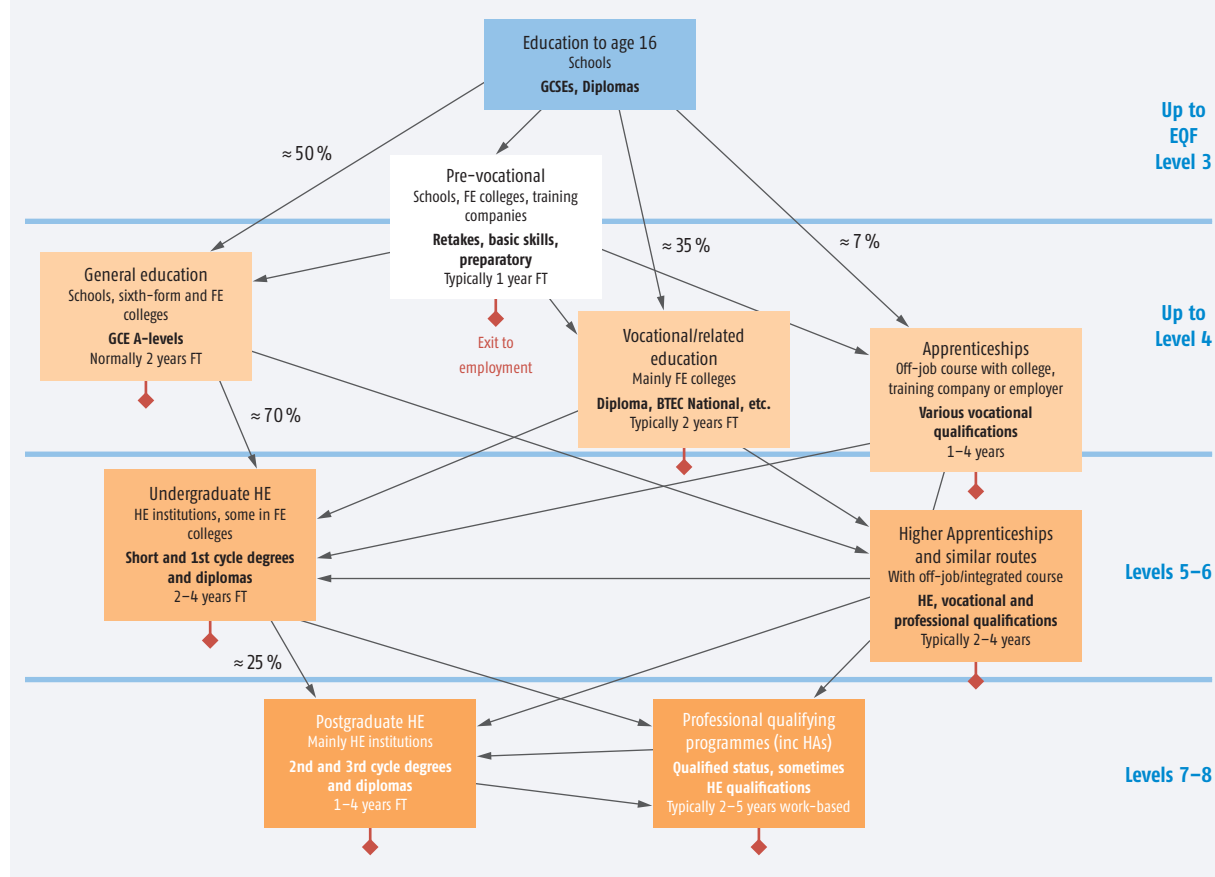 Education to age 16
Schools
GCSEs, Diplomas
Up to
EQF
Level 3
≈ 50 %
Pre-vocational
Schools, FE colleges, training
companies
Retakes, basic skills,
preparatory
Typically 1 year FT
≈ 35 %
≈ 7 %
General education
Schools, sixth-form and FE
colleges
GCE A-levels
Normally 2 years FT
Exit to
employment
Vocational/related
education
Mainly FE colleges
Diploma, BTEC National, etc.
Typically 2 years FT
Apprenticeships
Off-job course with college,
training company or employer
Various vocational
qualifications
1–4 years
Up to
Level 4
≈ 70 %
Undergraduate HE
HE institutions, some in FE
colleges
Short and 1st cycle degrees
and diplomas
2–4 years FT
Higher Apprenticeships
and similar routes
With off-job/integrated course
HE, vocational and
professional qualifications
Typically 2–4 years
Levels 5–6
≈ 25 %
Postgraduate HE
Mainly HE institutions
2nd and 3rd cycle degrees
and diplomas
1–4 years FT
Professional qualifying
programmes (inc HAs)
Qualified status, sometimes
HE qualifications
Typically 2–5 years work-based
Levels 7–8